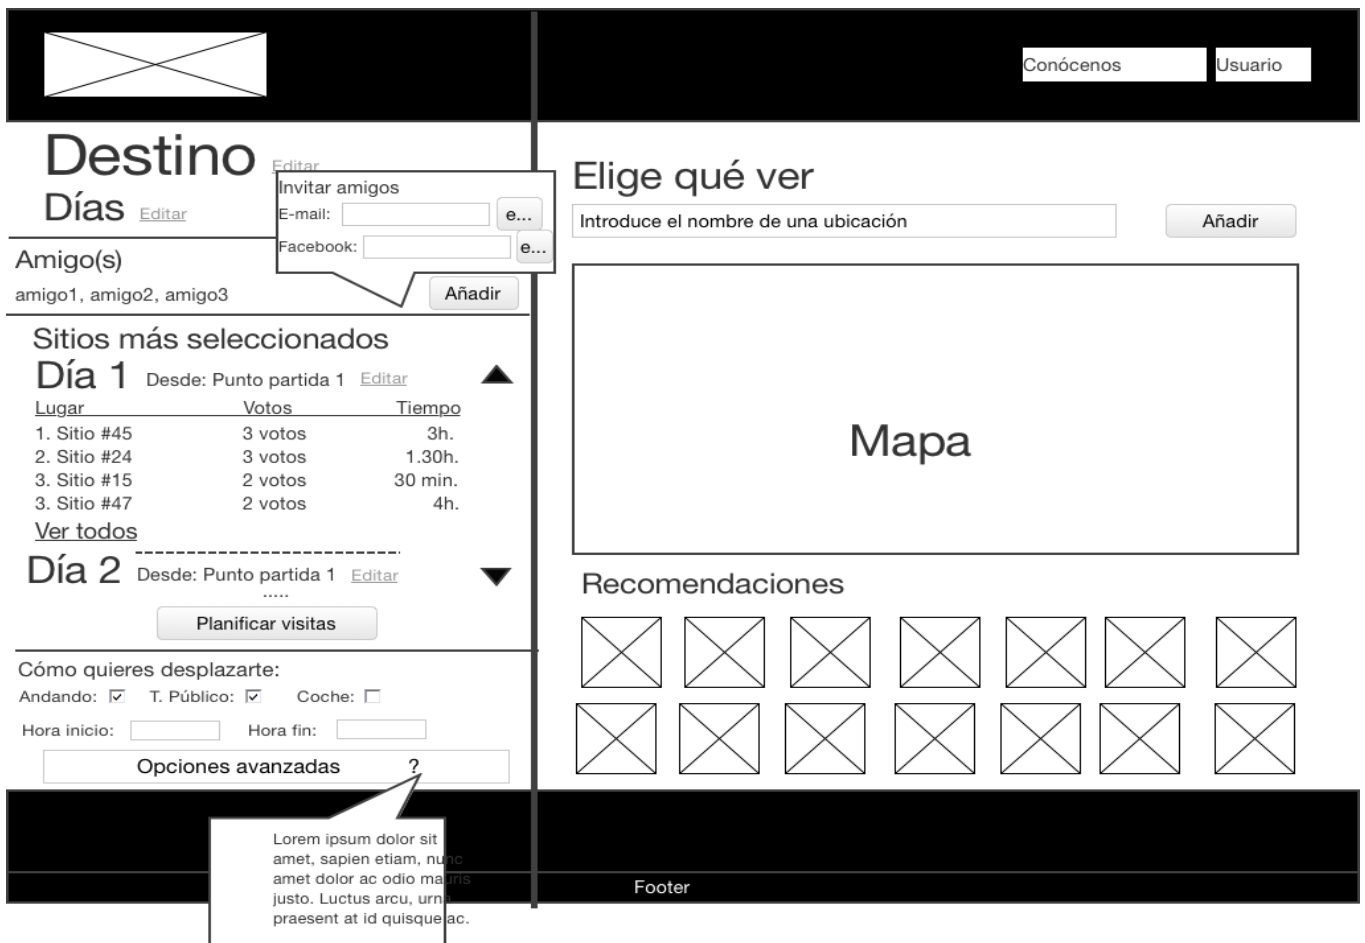 Conócenos
Usuario
Destino Editar
Días Editar
Invitar amigos
E-mail: e...
Facebook: e...
Amigo(s)
amigo1, amigo2, amigo3 Añadir
Sitios más seleccionados
Día 1 Desde: Punto partida 1 Editar
Lugar Votos Tiempo
1. Sitio #45 3 votos 3h.
2. Sitio #24 3 votos 1.30h.
3. Sitio #15 2 votos 30 min.
3. Sitio #47 2 votos 4h.
Ver todos
Día 2 Desde: Punto partida 1 Editar
.....
Planificar visitas
Cómo quieres desplazarte:
Andando: T. Público: Coche:
Hora inicio: Hora fin:
Opciones avanzadas ?
Lorem ipsum dolor sit
amet, sapien etiam, nunc
amet dolor ac odio mauris
justo. Luctus arcu, urna
praesent at id quisque ac.
Elige qué ver
Introduce el nombre de una ubicación Añadir
Mapa
Recomendaciones
Footer